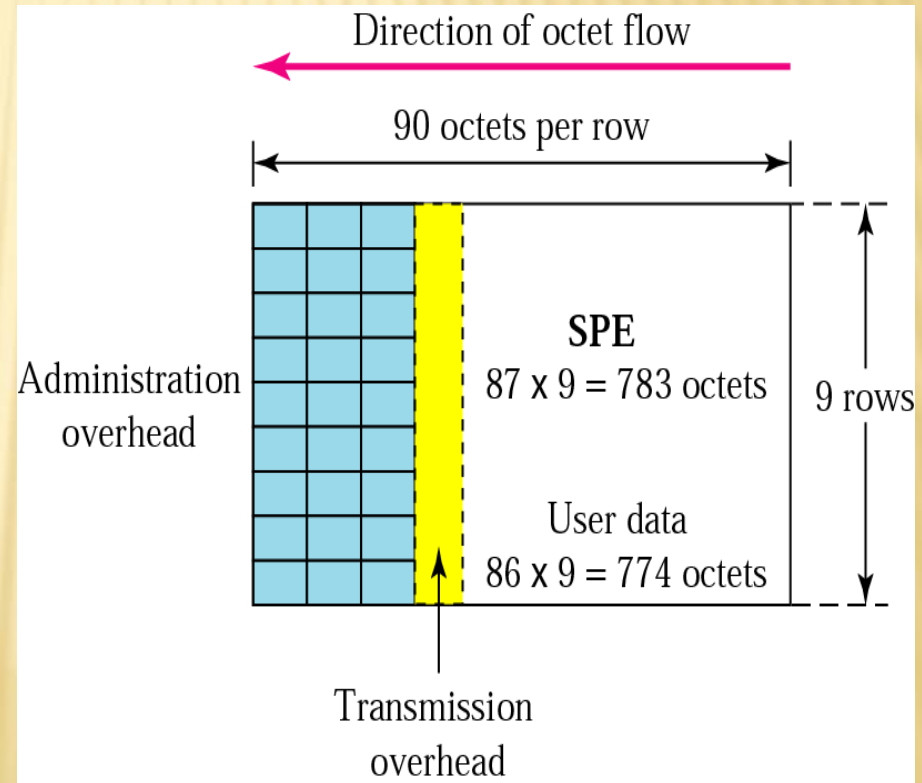 Direction of octet flow
90 octets per row
SPE
87 x 9 = 783 octets
Administration
overhead
9 rows
User data
86 x 9 = 774 octets
Transmission
overhead